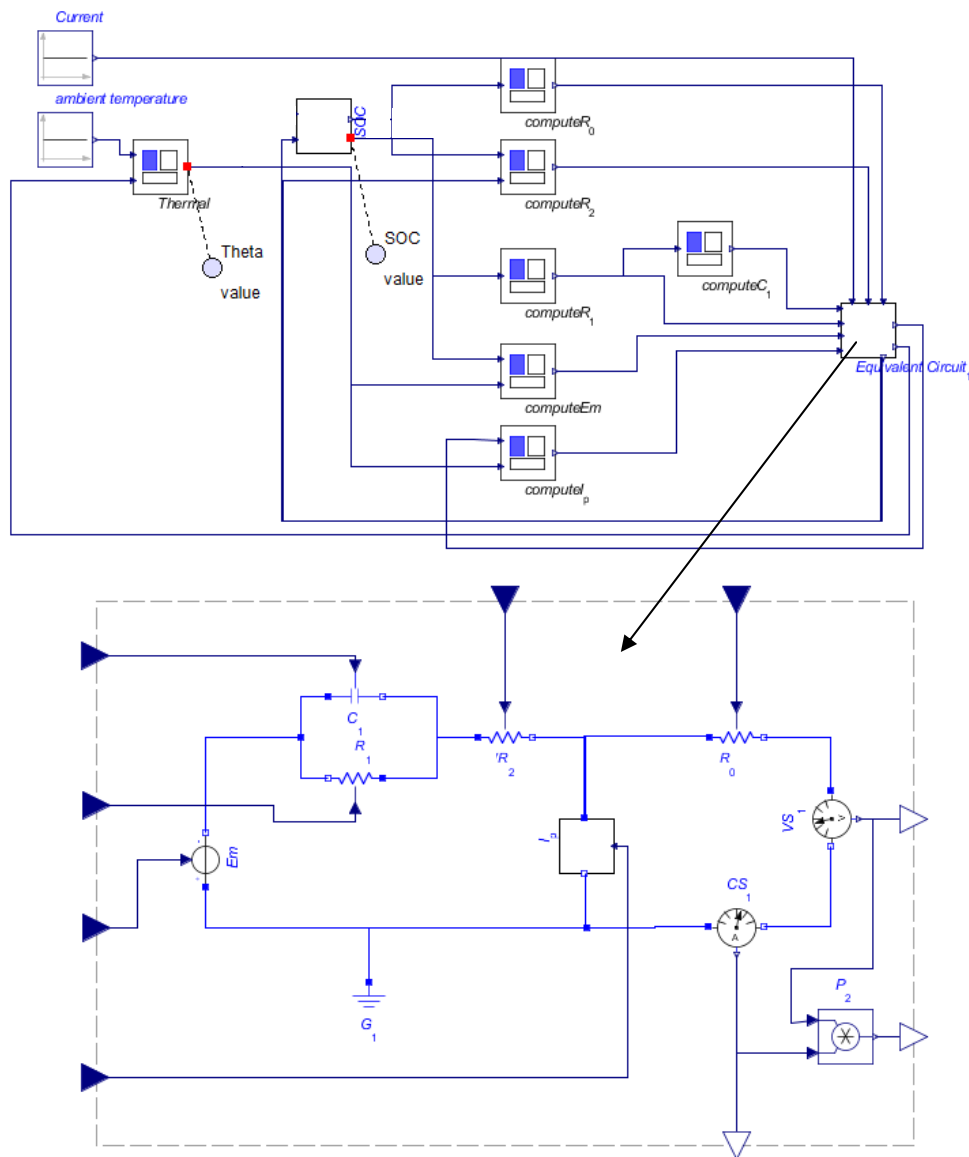 Current
ambient temperature
SOC
computeR0
Thermal
computeR2
Theta
value
SOC
value
computeR1
computeC1
Equivalent Circuit1
computeEm
computeIp
C1
R1
R2
R0
VS1
Em
Ip
CS1
A
V
G1
P2